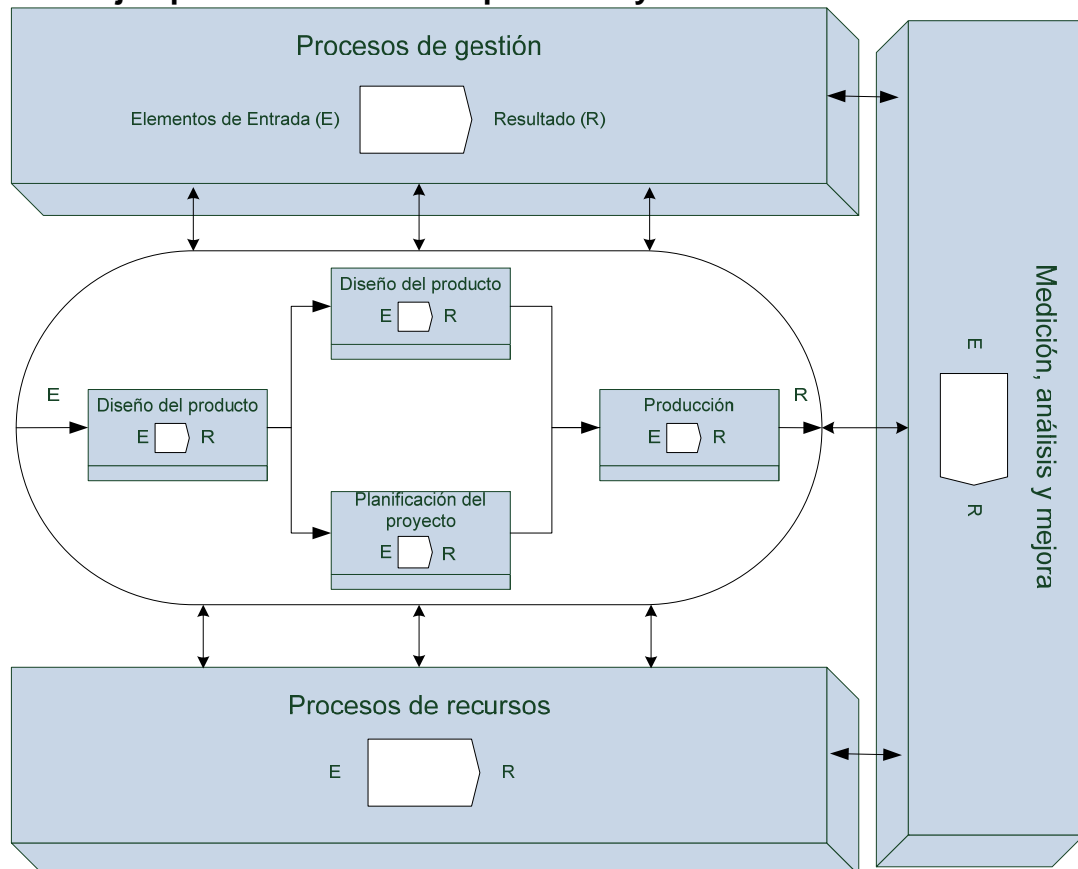 Procesos de gestión
Elementos de Entrada (E)
Resultado (R)
Diseño del producto
E R
E
Diseño del producto
E R
Producción
E R
R
Planificación del
proyecto
E R
Procesos de recursos
E R
Medición, análisis y mejora
E
R